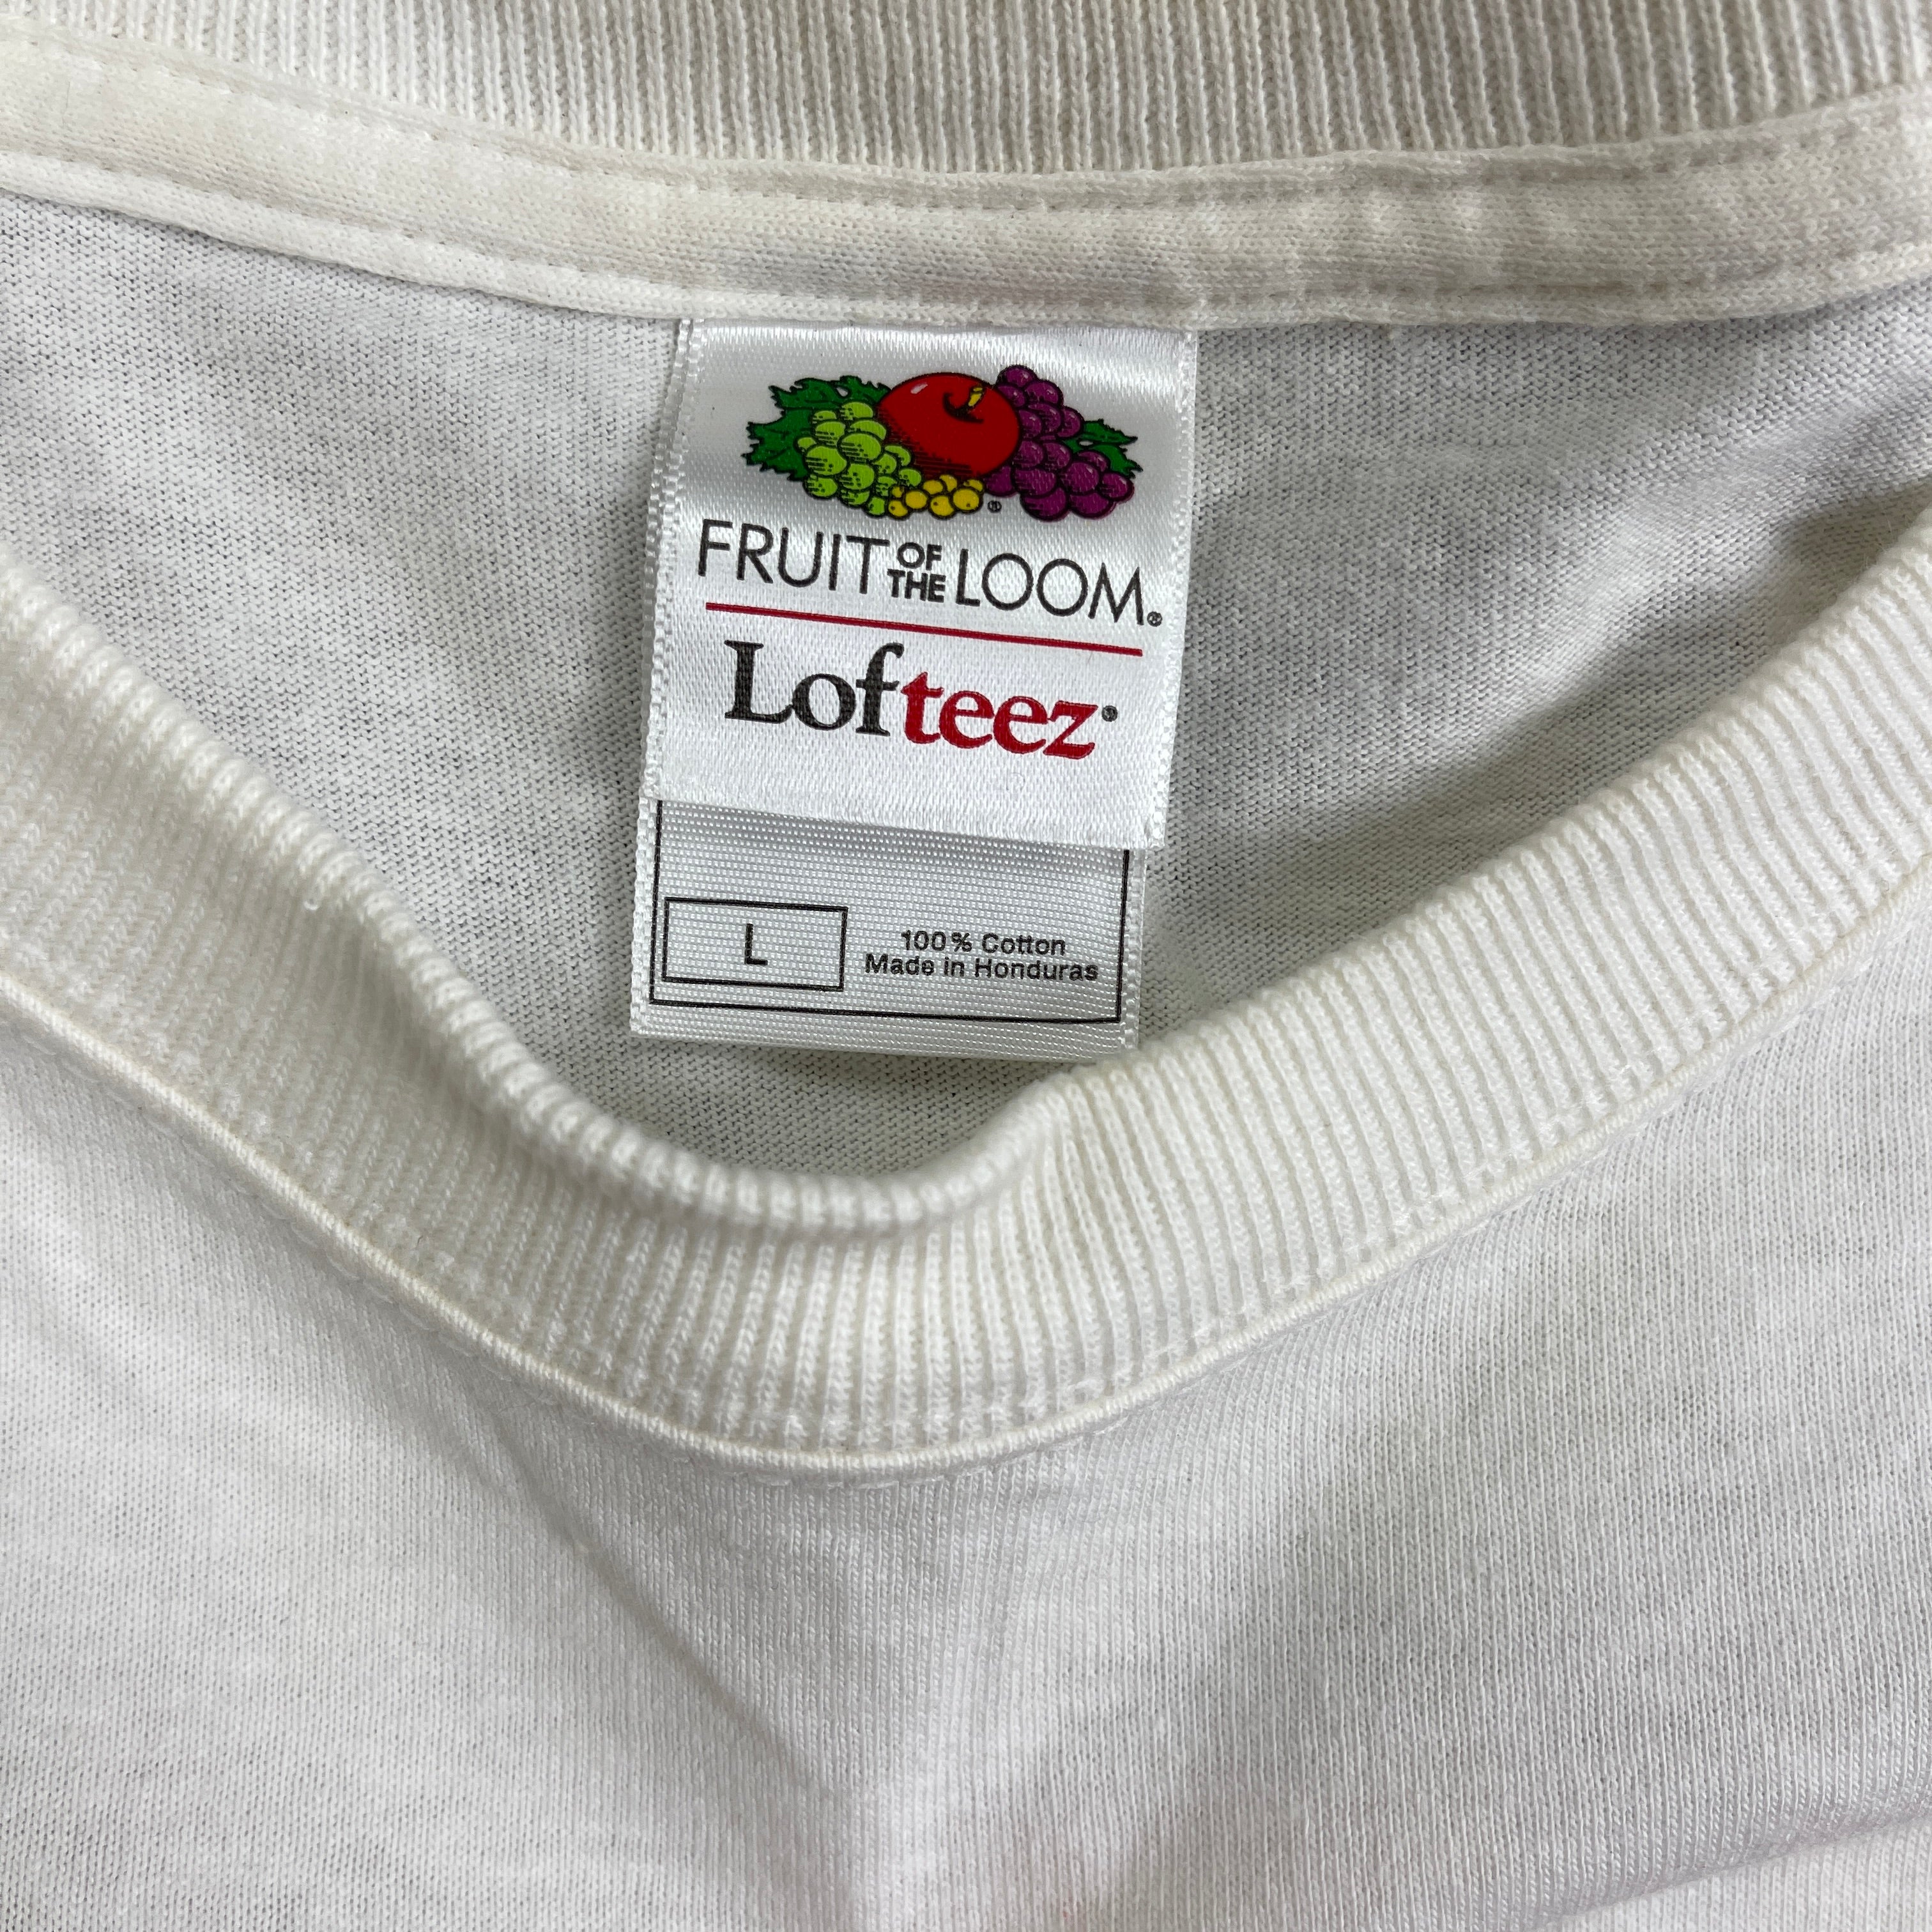 FRUIT OF THE LOOM®
Lofteez®
L
100% Cotton
Made in Honduras